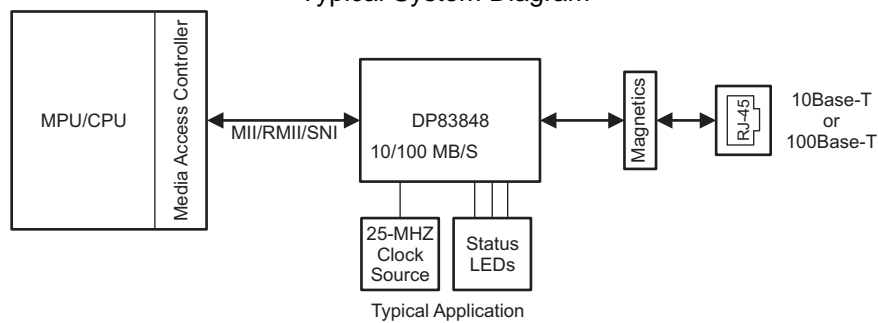 Typical System Diagram
MPU/CPU
Media Access Controller
MII/RMII/SNI
DP83848
10/100 MB/S
Magnetics
RJ-45
10Base-T
or
100Base-T
25-MHZ
Clock
Source
Status
LEDs
Typical Application